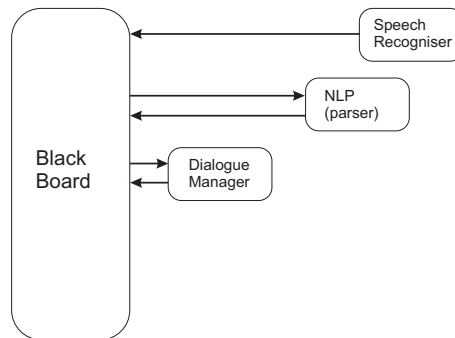 Speech
Recogniser
NLP
(parser)
Black
Board
Dialogue
Manager